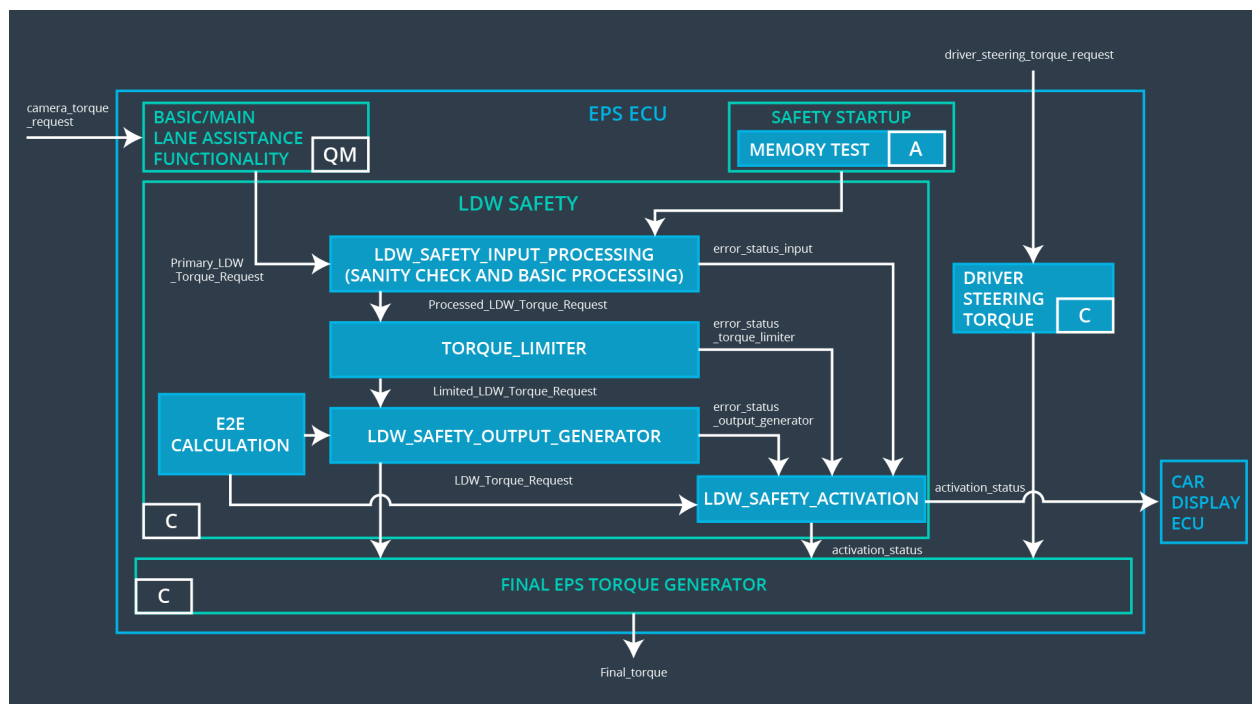 driver_steering_torque_request
camera_torque
_request
EPS ECU
BASIC/MAIN
LANE ASSISTANCE
FUNCTIONALITY
QM
SAFETY STARTUP
MEMORY TEST
A
LDW SAFETY
Primary_LDW
_Torque_Request
LDW_SAFETY_INPUT_PROCESSING
(SANITY CHECK AND BASIC PROCESSING)
error_status_input
DRIVER
STEERING
TORQUE
C
Processed_LDW_Torque_Request
TORQUE_LIMITER
error_status
_torque_limiter
Limited_LDW_Torque_Request
E2E
CALCULATION
LDW_SAFETY_OUTPUT_GENERATOR
error_status
_output_generator
LDW_Torque_Request
LDW_SAFETY_ACTIVATION
activation_status
CAR
DISPLAY
ECU
C
activation_status
FINAL EPS TORQUE GENERATOR
C
Final_torque